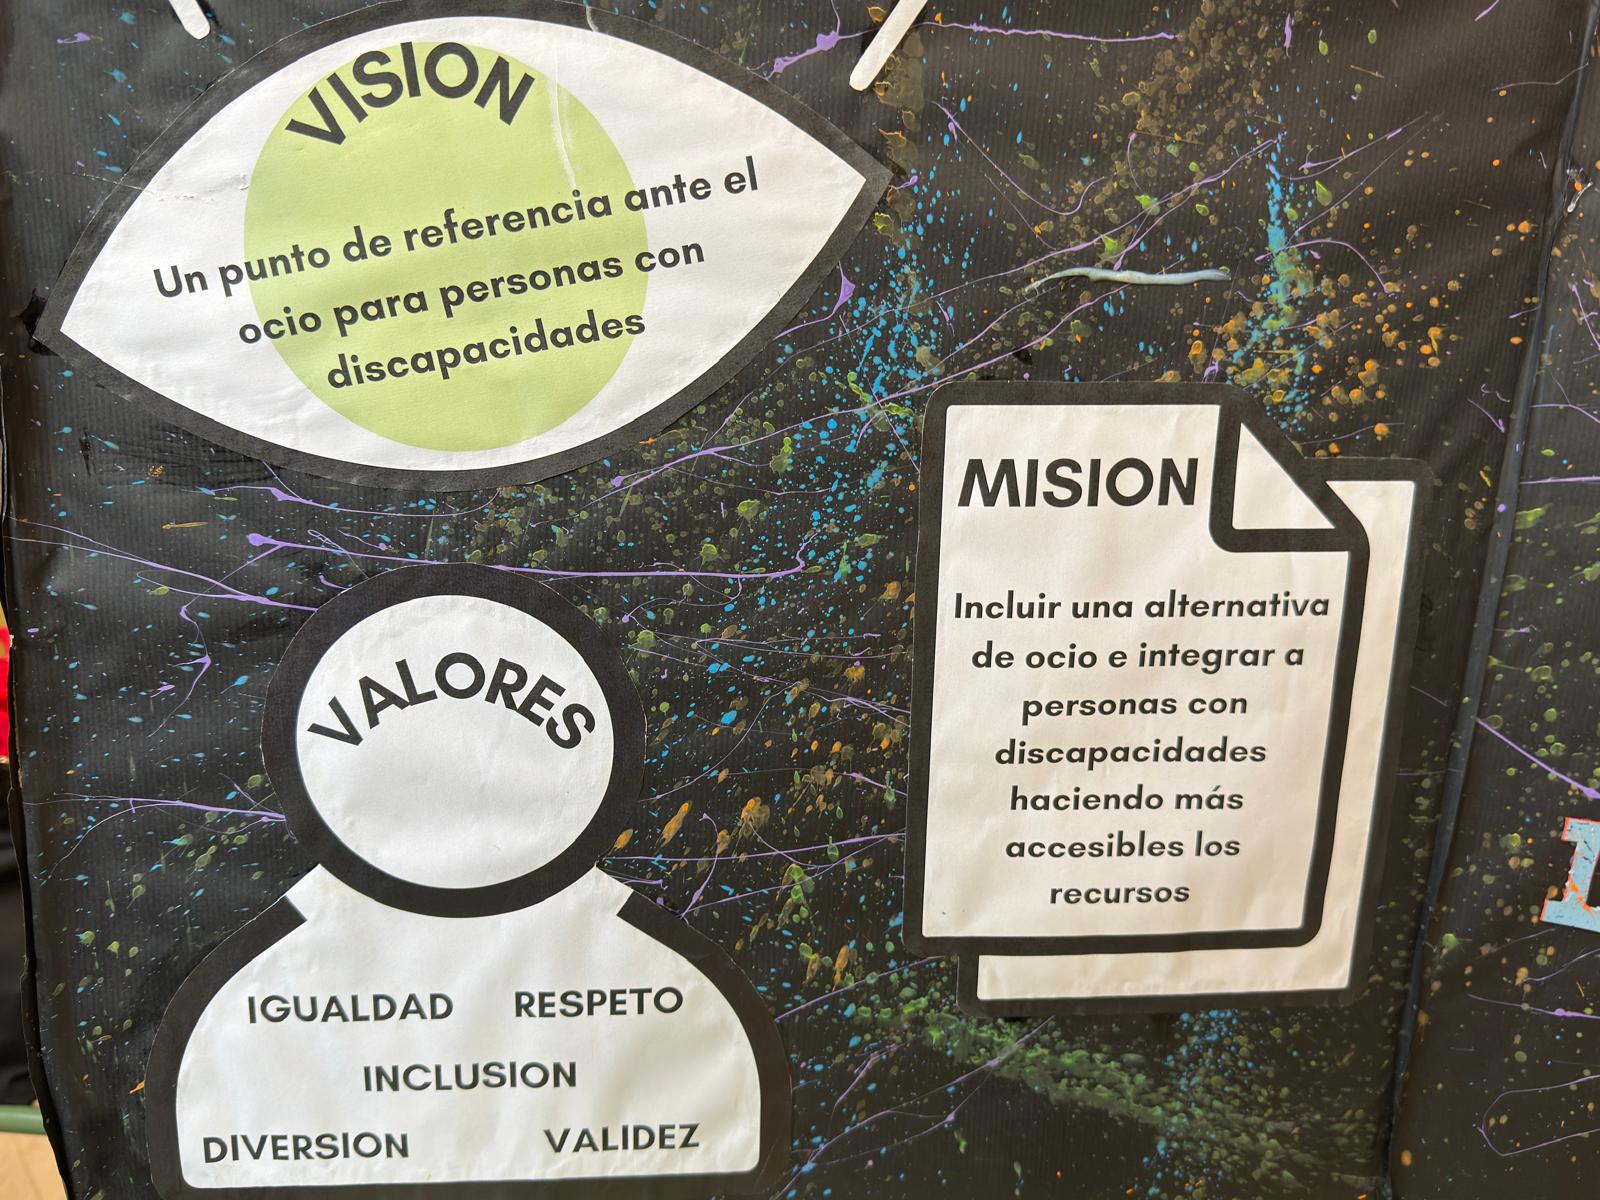 VISION
Un punto de referencia ante el
ocio para personas con
discapacidades
MISION
Incluir una alternativa
de ocio e integrar a
personas con
discapacidades
haciendo más
accesibles los
recursos
VALORES
IGUALDAD RESPETO
INCLUSION
DIVERSION VALIDEZ